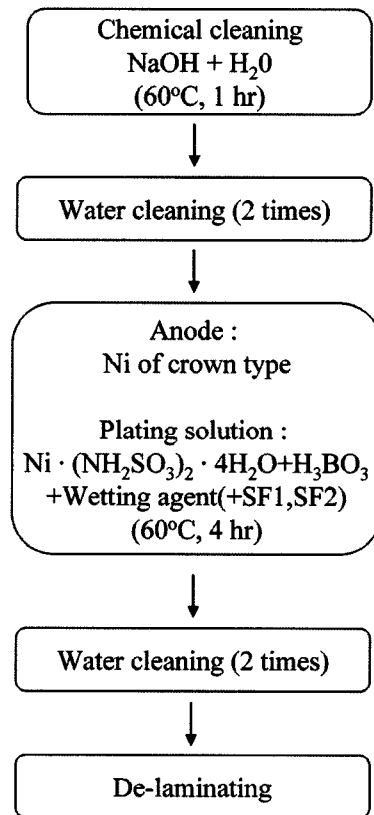 Chemical cleaning
NaOH + H₂0
(60°C, 1 hr)
Water cleaning (2 times)
Anode :
Ni of crown type
Plating solution :
Ni · (NH₂SO₃)₂ · 4H₂O+H₃BO₃
+Wetting agent(+SF1,SF2)
(60°C, 4 hr)
Water cleaning (2 times)
De-laminating